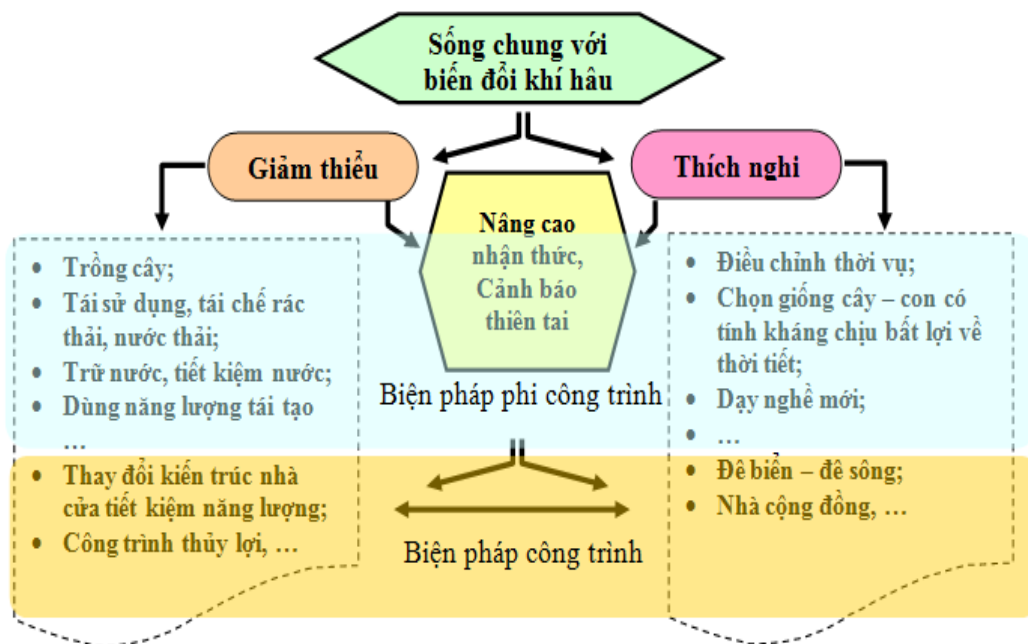 Sống chung với
biến đổi khí hâu
Giảm thiểu
Thích nghi
Nâng cao
nhận thức,
Cảnh báo
thiên tai
• Trồng cây;
• Tái sử dụng, tái chế rác
thải, nước thải;
• Trữ nước, tiết kiệm nước;
• Dùng năng lượng tái tạo
...
• Thay đổi kiến trúc nhà
cửa tiết kiệm năng lượng;
• Công trình thủy lợi, ...
Biện pháp phi công trình
Biện pháp công trình
• Điều chỉnh thời vụ;
• Chọn giống cây – con có
tính kháng chịu bất lợi về
thời tiết;
• Dạy nghề mới;
• ...
• Đê biển – đê sông;
• Nhà cộng đồng, ...